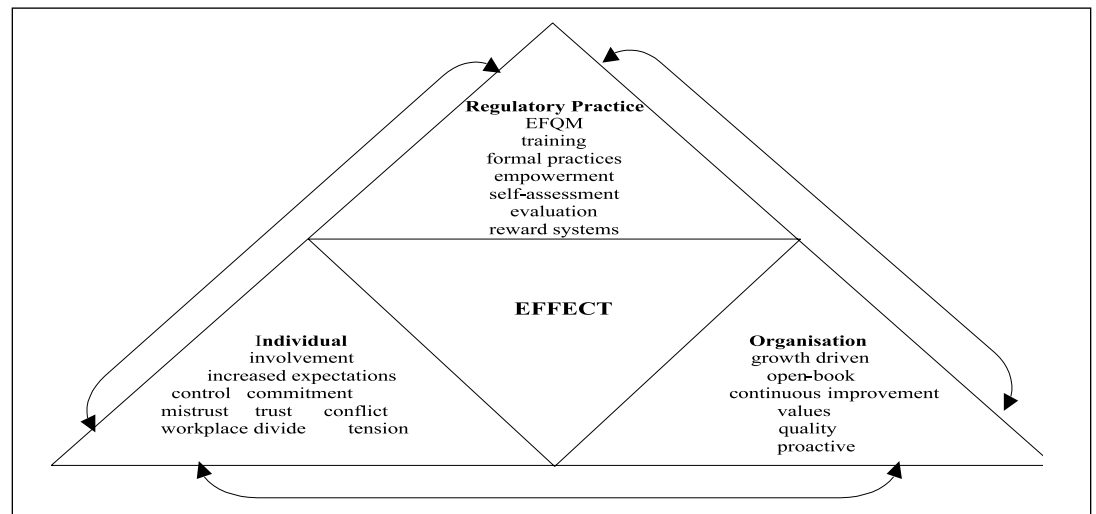 Regulatory Practice
EFQM
training
formal practices
empowerment
self-assessment
evaluation
reward systems
EFFECT
Individual
involvement
increased expectations
control commitment
mistrust trust conflict
workplace divide tension
Organisation
growth driven
open-book
continuous improvement
values
quality
proactive